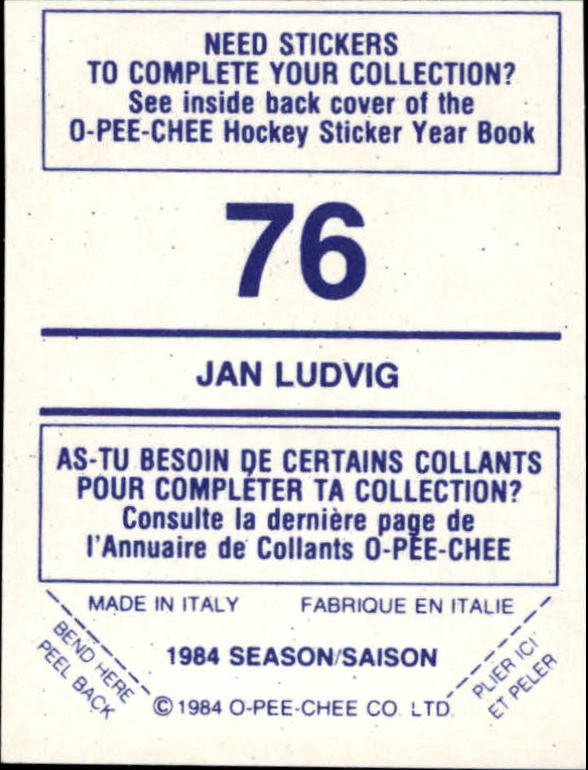 NEED STICKERS
TO COMPLETE YOUR COLLECTION?
See inside back cover of the
O-PEE-CHEE Hockey Sticker Year Book
76
JAN LUDVIG
AS-TU BESOIN DE CERTAINS COLLANTS
POUR COMPLÉTER TA COLLECTION?
Consulte la dernière page de
l'Annuaire de Collants O-PEE-CHEE
MADE IN ITALY FABRIQUE EN ITALIE
BEND HERE
PEEL BACK
1984 SEASON/SAISON
PLIER ICI
ET PELER
© 1984 O-PEE-CHEE CO. LTD.